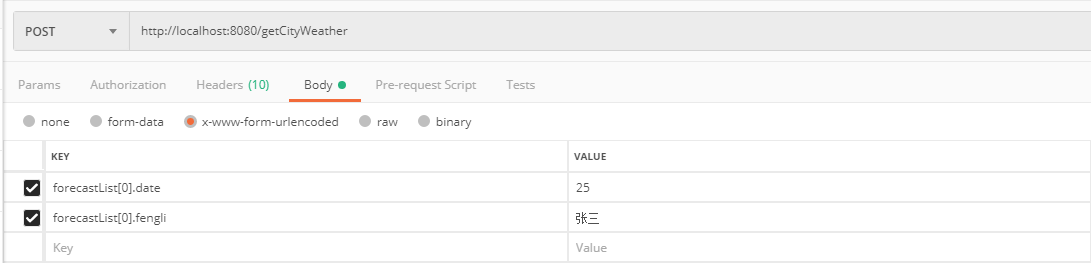 POST http://localhost:8080/getCityWeather
Params Authorization Headers (10) Body Pre-request Script Tests
none form-data x-www-form-urlencoded raw binary
KEY VALUE
forecastList[0].date 25
forecastList[0].fengli 张三
Key Value